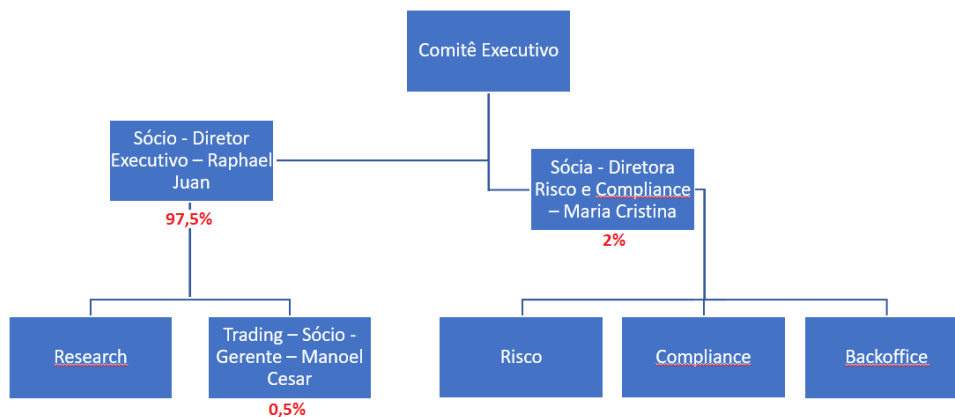 Comitê Executivo
Sócio - Diretor
Executivo – Raphael
Juan
97,5%
Sócia - Diretora
Risco e Compliance
– Maria Cristina
2%
Research
Trading – Sócio -
Gerente – Manoel
Cesar
0,5%
Risco
Compliance
Backoffice